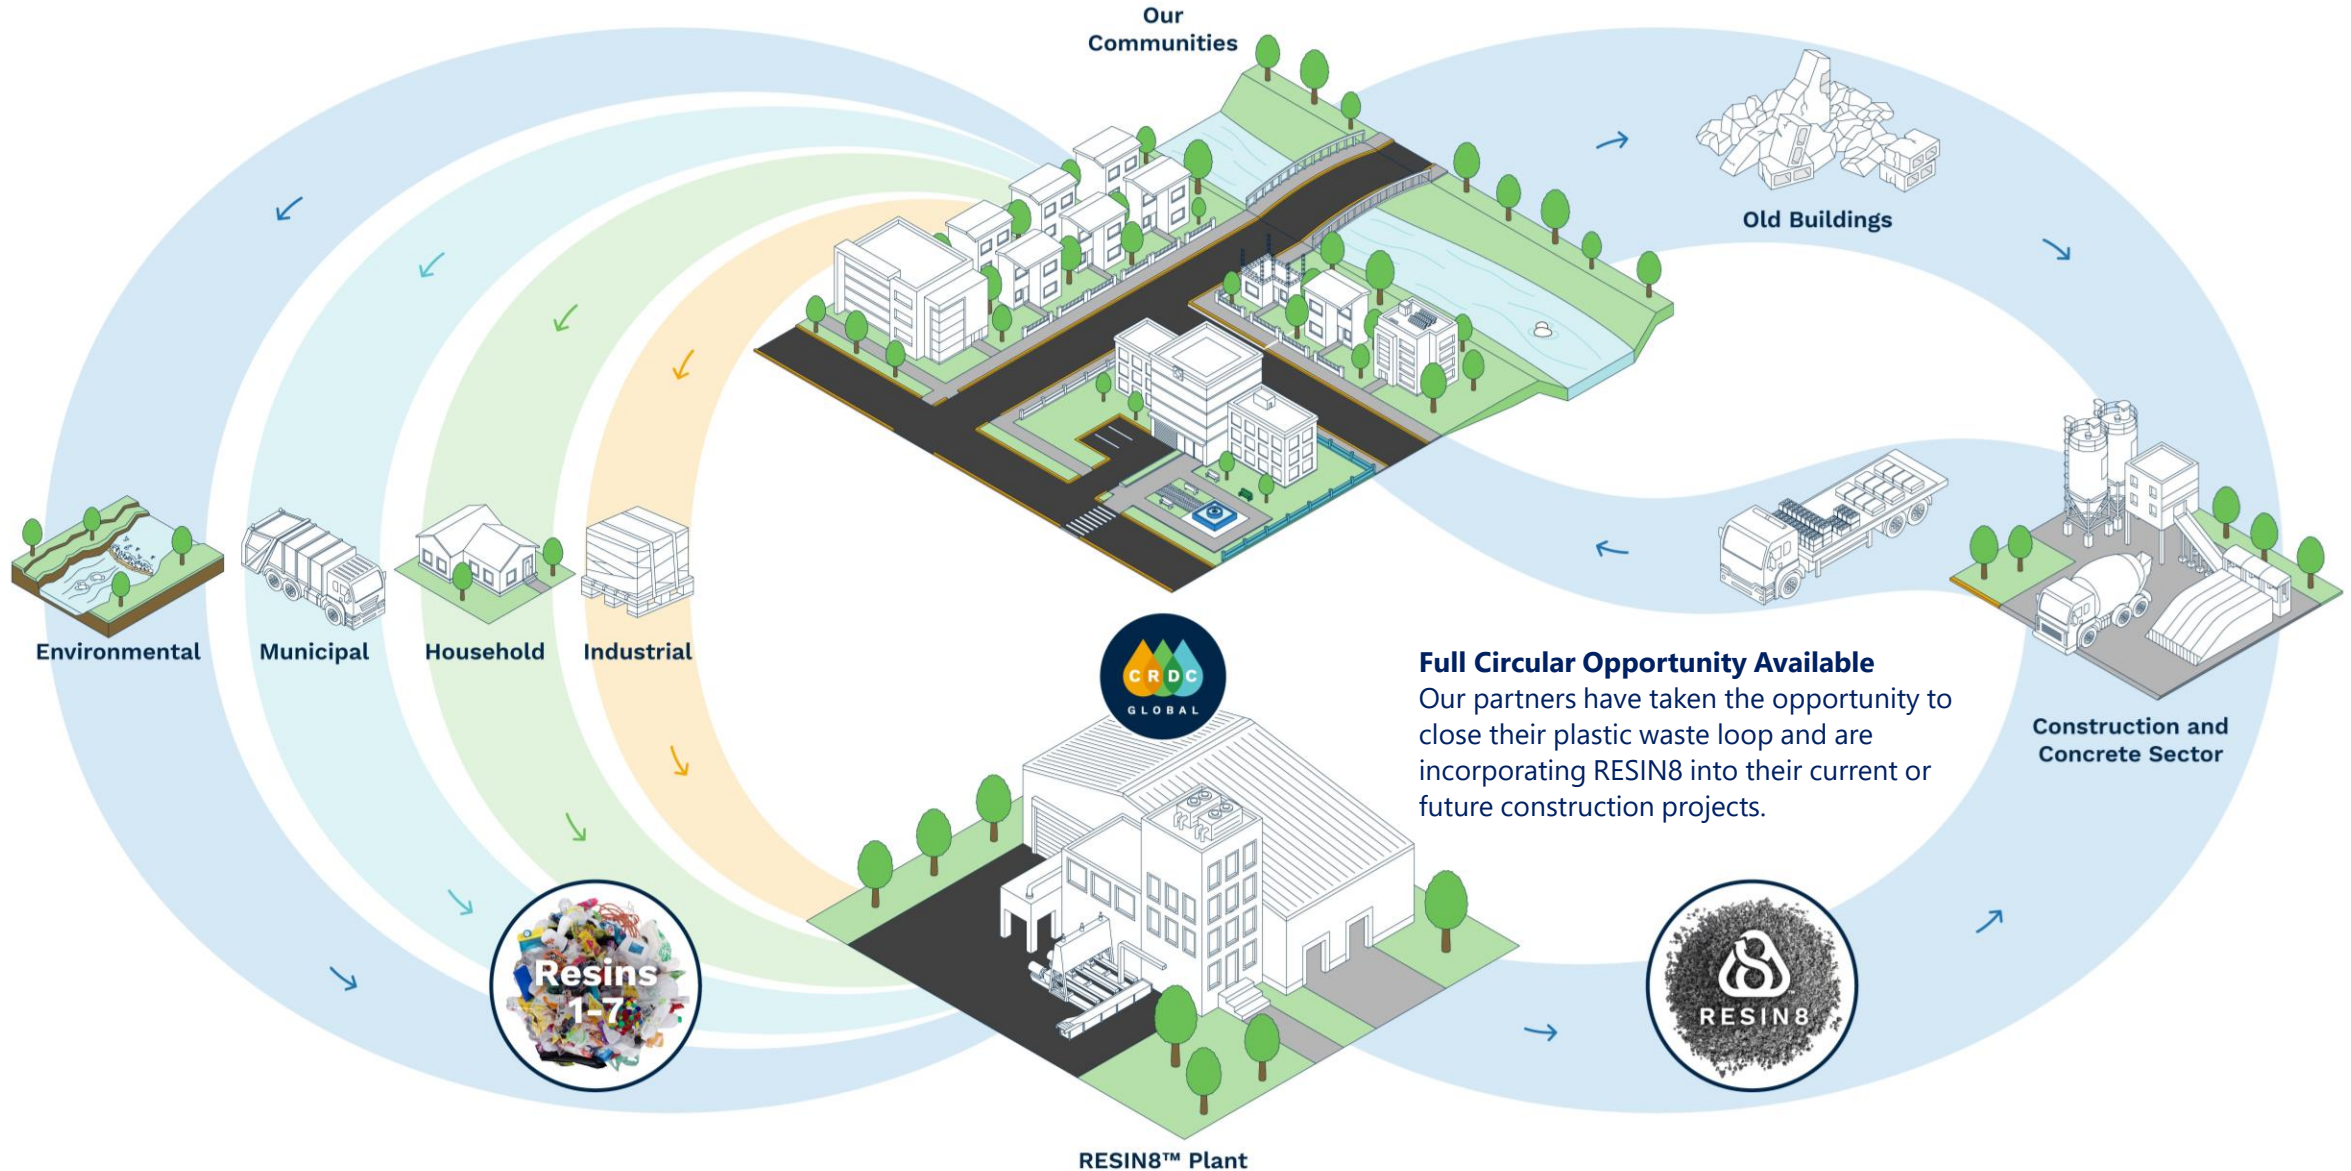 Our
Communities
Old Buildings
Environmental
Municipal
Household
Industrial
CRDC
GLOBAL
Full Circular Opportunity Available
Our partners have taken the opportunity to
close their plastic waste loop and are
incorporating RESIN8 into their current or
future construction projects.
Construction and
Concrete Sector
Resins
1-7
RESIN8
RESIN8™ Plant